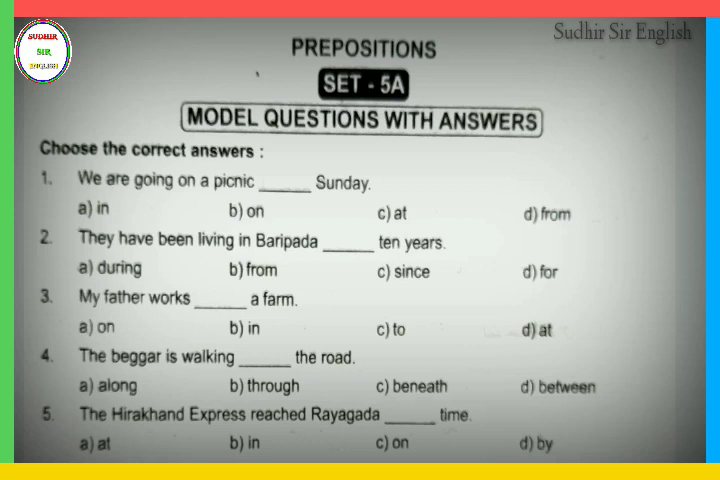 Sudhir Sir English
SUDHIR
SIR
ENGLISH
PREPOSITIONS
SET - 5A
MODEL QUESTIONS WITH ANSWERS
Choose the correct answers :
1. We are going on a picnic ______ Sunday.
a) in b) on c) at d) from
2. They have been living in Baripada ______ ten years.
a) during b) from c) since d) for
3. My father works ______ a farm.
a) on b) in c) to d) at
4. The beggar is walking ______ the road.
a) along b) through c) beneath d) between
5. The Hirakhand Express reached Rayagada ______ time.
a) at b) in c) on d) by